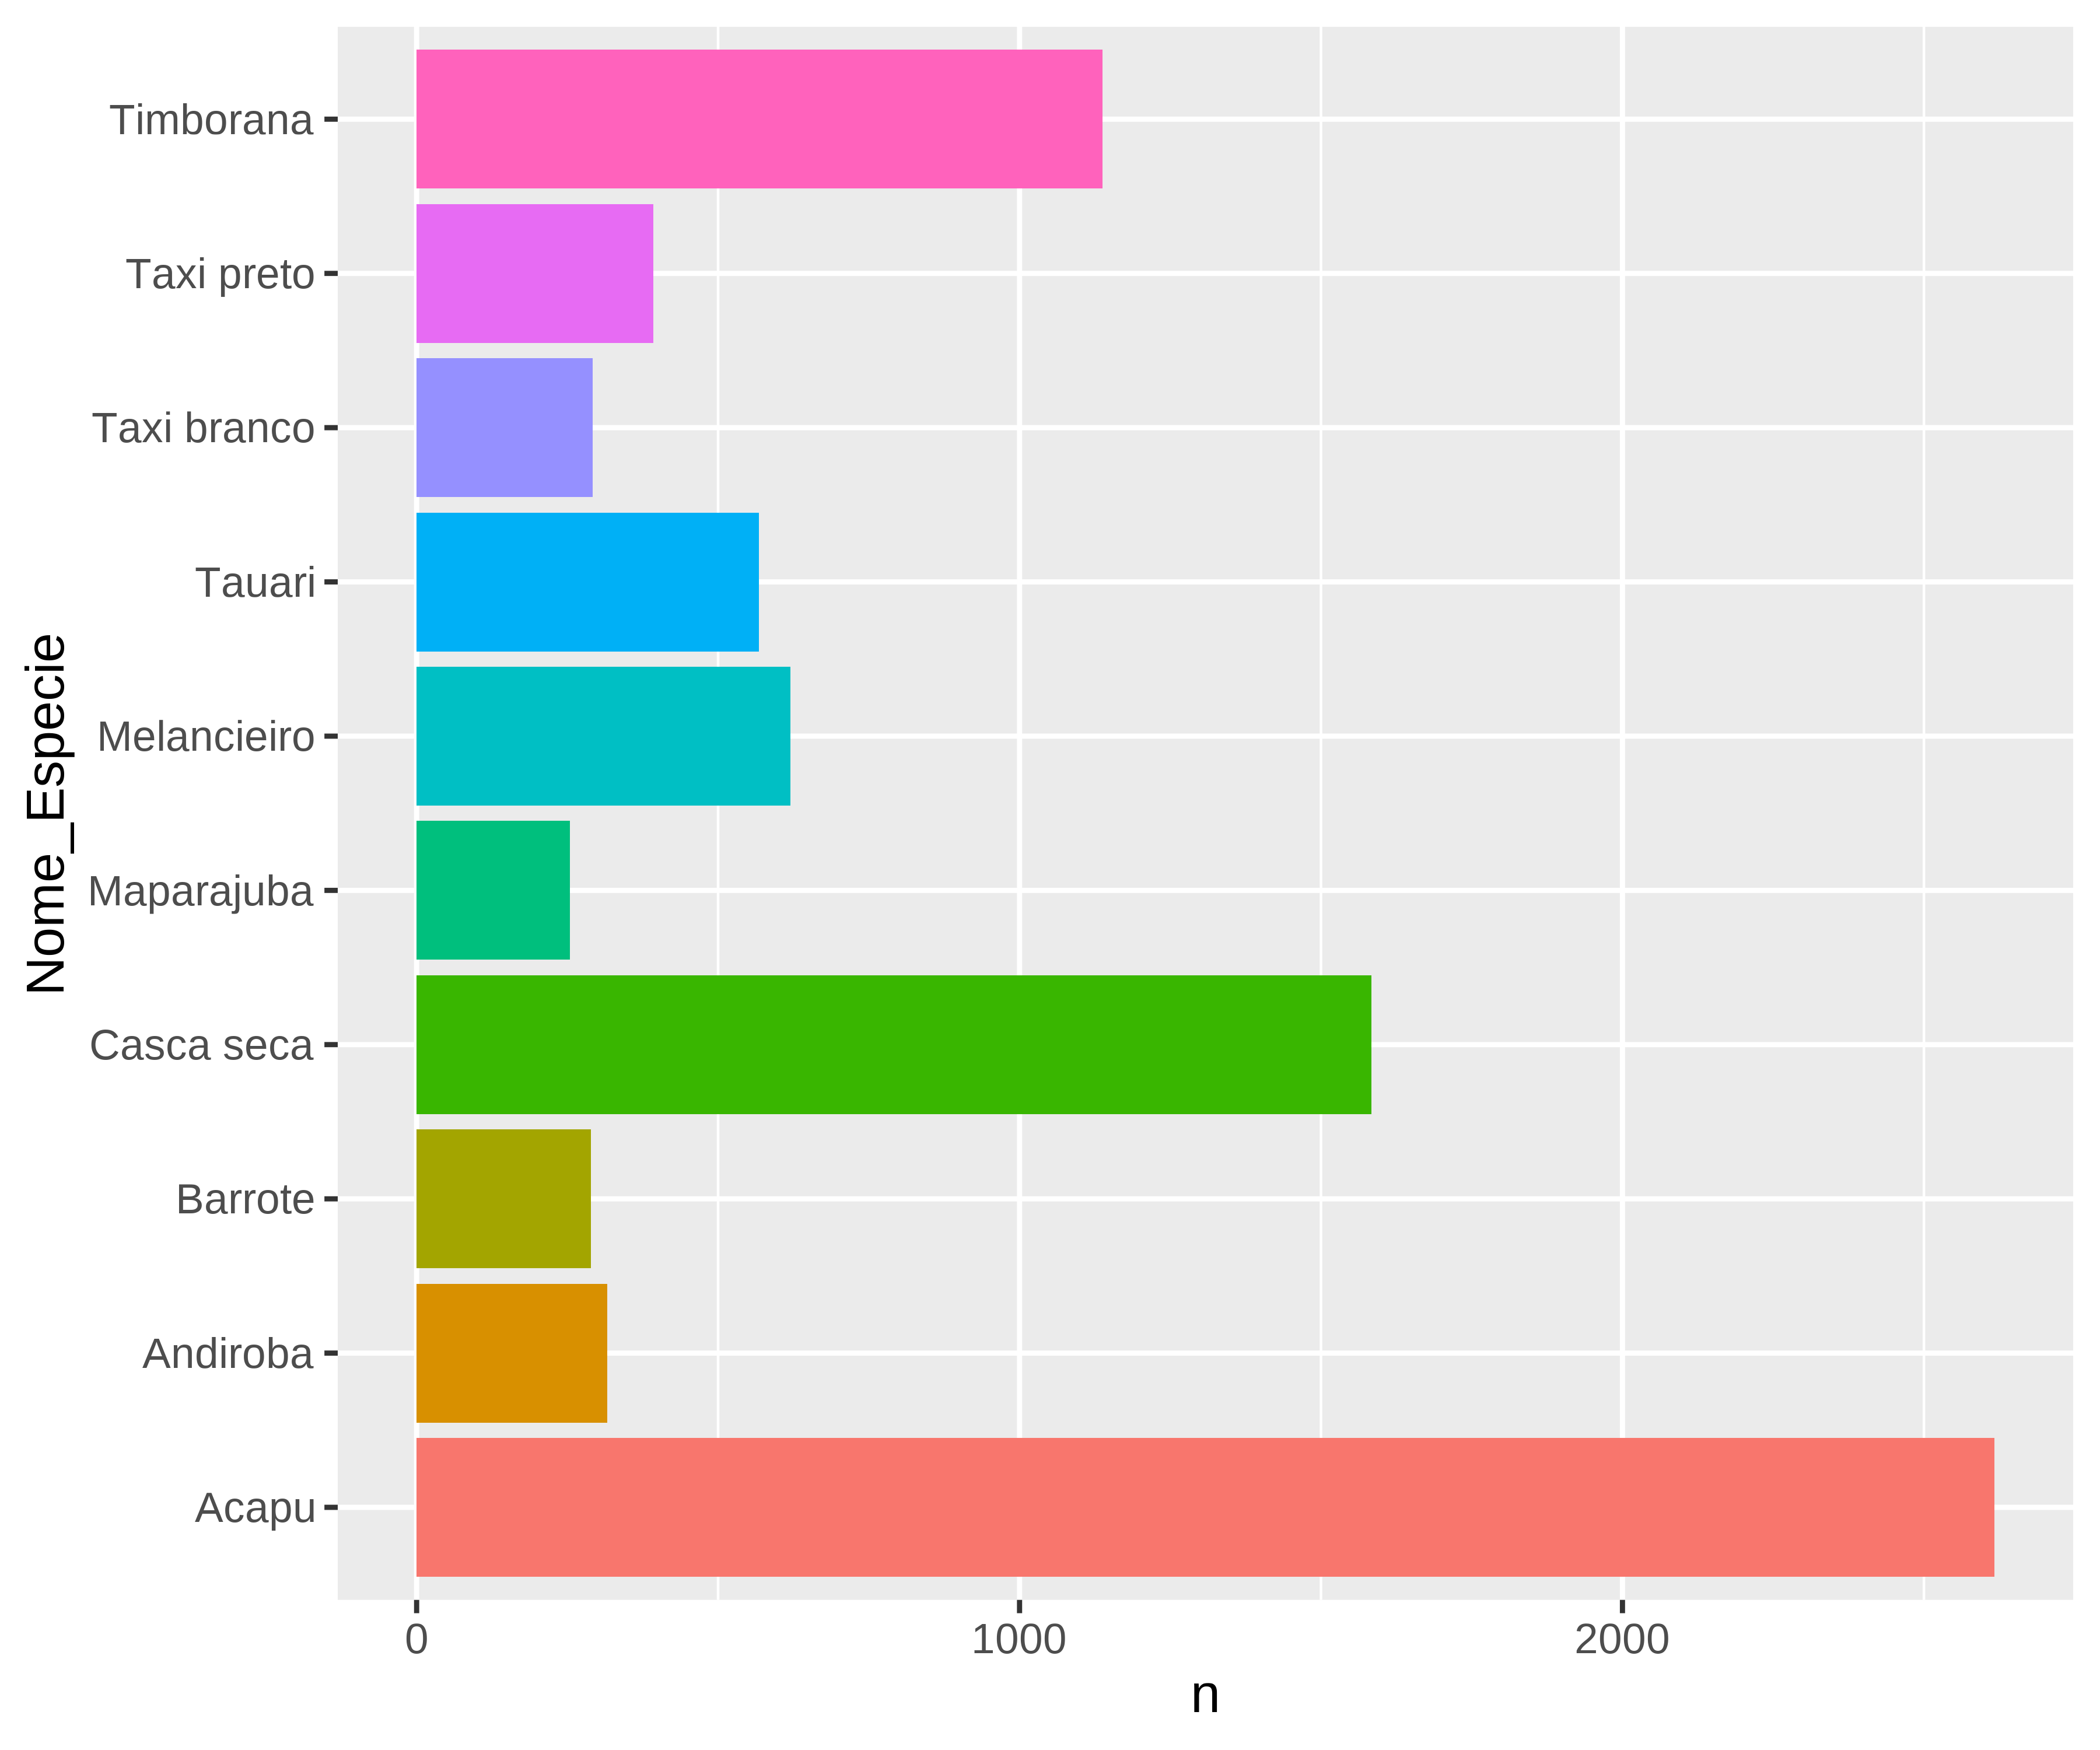 Nome_Especie
Timborana
Taxi preto
Taxi branco
Tauari
Melancieiro
Maparajuba
Casca seca
Barrote
Andiroba
Acapu
0 1000 2000
n